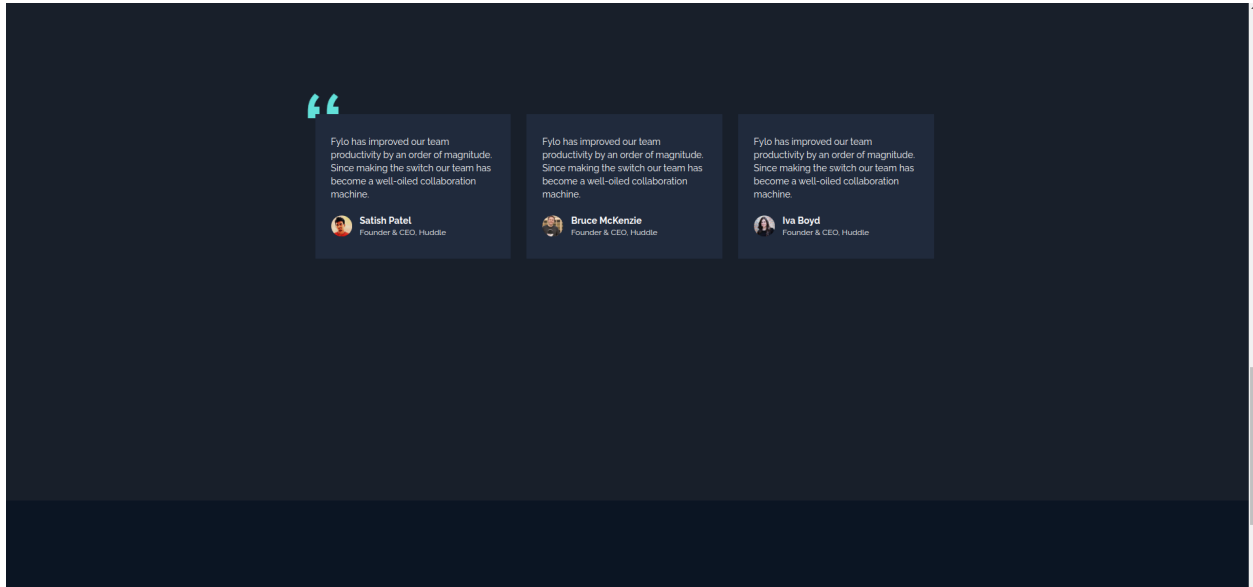 “
Fylo has improved our team
productivity by an order of magnitude.
Since making the switch our team has
become a well-oiled collaboration
machine.
Satish Patel
Founder & CEO, Huddle
Fylo has improved our team
productivity by an order of magnitude.
Since making the switch our team has
become a well-oiled collaboration
machine.
Bruce McKenzie
Founder & CEO, Huddle
Fylo has improved our team
productivity by an order of magnitude.
Since making the switch our team has
become a well-oiled collaboration
machine.
Iva Boyd
Founder & CEO, Huddle